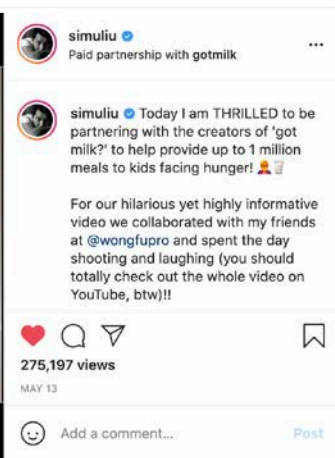 simuliu
Paid partnership with gotmilk
simuliu Today I am THRILLED to be
partnering with the creators of 'got
milk?' to help provide up to 1 million
meals to kids facing hunger! 🦸‍♂️🥛
For our hilarious yet highly informative
video we collaborated with my friends
at @wongfupro and spent the day
shooting and laughing (you should
totally check out the whole video on
YouTube, btw)!!
275,197 views
MAY 13
Add a comment...
Post